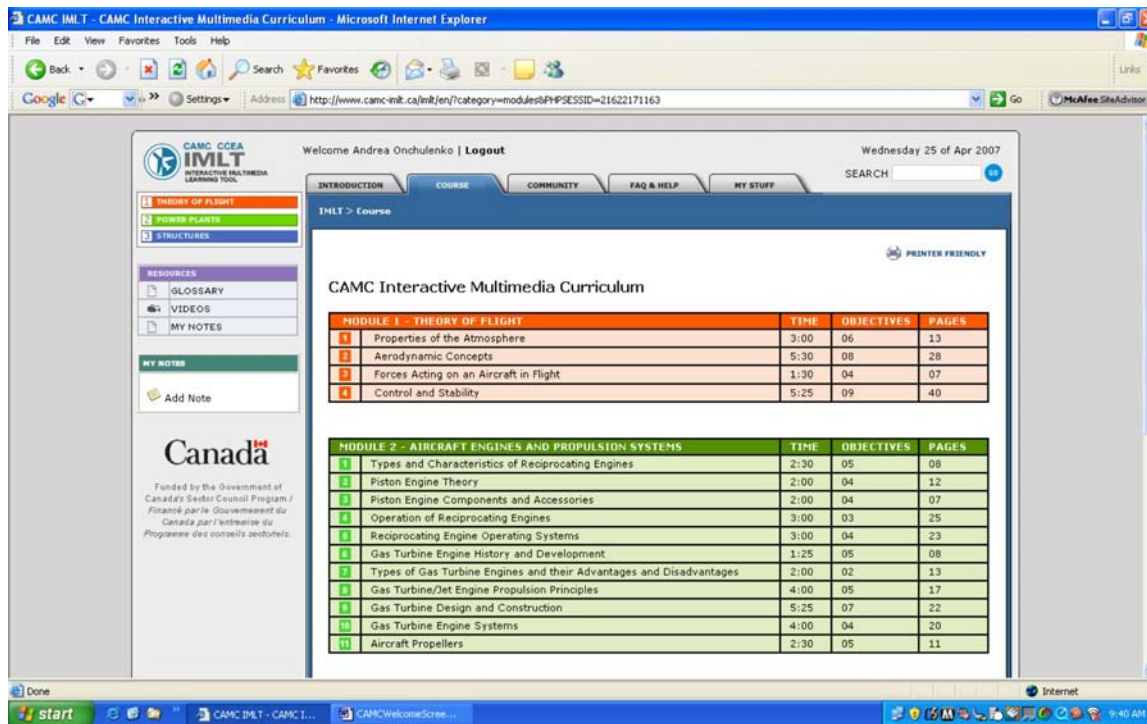 CAMC IMLT - CAMC Interactive Multimedia Curriculum - Microsoft Internet Explorer
File Edit View Favorites Tools Help
Back Search Favorites Links
Google Settings Address http://www.camc-imlt.ca/imlt/en/?category=modules&PHPSESSID=21622171163 Go McAfee SiteAdvisor
CAMC CCEA
IMLT
INTERACTIVE MULTIMEDIA
LEARNING TOOL
Welcome Andrea Onchulenko | Logout
Wednesday 25 of Apr 2007
SEARCH GO
INTRODUCTION COURSE COMMUNITY FAQ & HELP MY STUFF
1 THEORY OF FLIGHT
2 POWER PLANTS
3 STRUCTURES
RESOURCES
GLOSSARY
VIDEOS
MY NOTES
MY NOTES
Add Note
Canada
Funded by the Government of
Canada's Sector Council Program /
Financé par le Gouvernement du
Canada par l'entremise du
Programme des conseils sectoriels.
IMLT > Course
PRINTER FRIENDLY
CAMC Interactive Multimedia Curriculum
MODULE 1 - THEORY OF FLIGHT TIME OBJECTIVES PAGES
1 Properties of the Atmosphere 3:00 06 13
2 Aerodynamic Concepts 5:30 08 28
3 Forces Acting on an Aircraft in Flight 1:30 04 07
4 Control and Stability 5:25 09 40
MODULE 2 - AIRCRAFT ENGINES AND PROPULSION SYSTEMS TIME OBJECTIVES PAGES
1 Types and Characteristics of Reciprocating Engines 2:30 05 08
2 Piston Engine Theory 2:00 04 12
3 Piston Engine Components and Accessories 2:00 04 07
4 Operation of Reciprocating Engines 3:00 03 25
5 Reciprocating Engine Operating Systems 3:00 04 23
6 Gas Turbine Engine History and Development 1:25 05 08
7 Types of Gas Turbine Engines and their Advantages and Disadvantages 2:00 02 13
8 Gas Turbine/Jet Engine Propulsion Principles 4:00 05 17
9 Gas Turbine Design and Construction 5:25 07 22
10 Gas Turbine Engine Systems 4:00 04 20
11 Aircraft Propellers 2:30 05 11
Done Internet
start CAMC IMLT - CAMC I... CAMCWelcomeScree... 9:40 AM